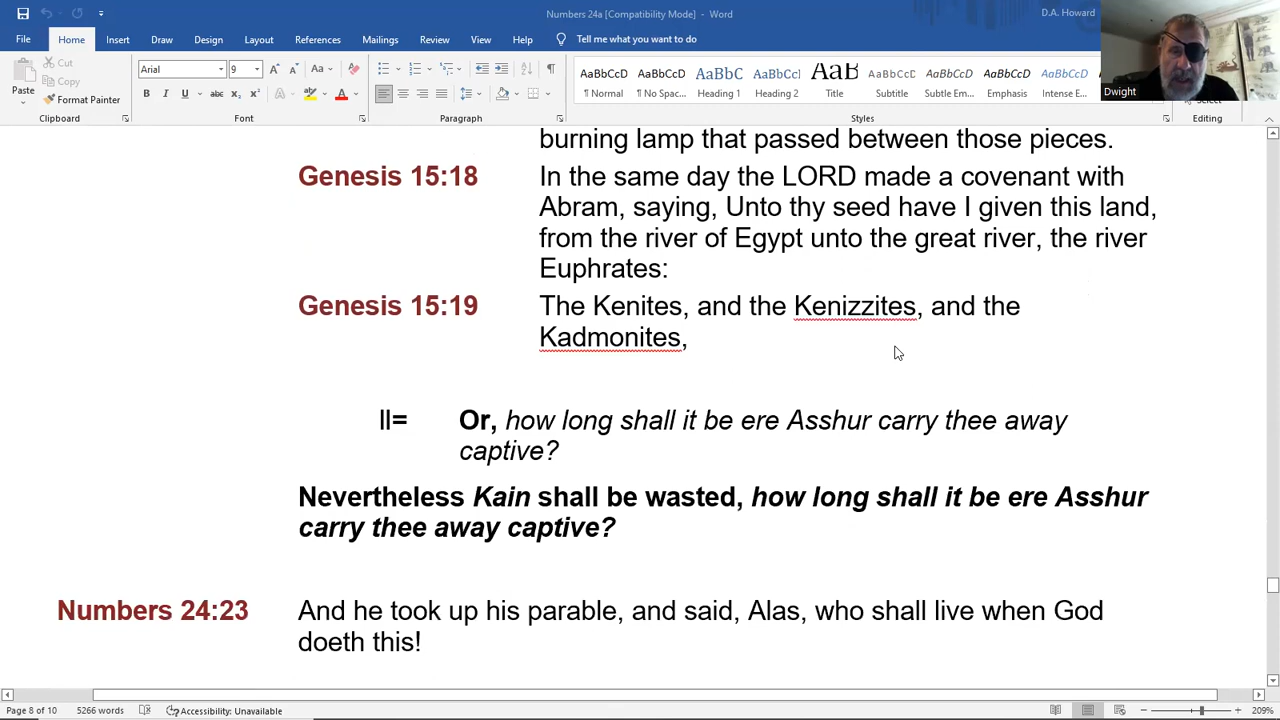 Numbers 24a [Compatibility Mode] - Word
D.A. Howard
File Home Insert Draw Design Layout References Mailings Review View Help Tell me what you want to do
Paste
Cut
Copy
Format Painter
Clipboard
Arial 9
Font
Paragraph
AaBbCcD AaBbCcD AaBbC AaBbCcI AaB AaBbCcD AaBbCcD AaBbCcD AaBbCcD
¶ Normal ¶ No Spac... Heading 1 Heading 2 Title Subtitle Subtle Em... Emphasis Intense E...
Styles
Editing
Dwight
burning lamp that passed between those pieces.
Genesis 15:18 In the same day the LORD made a covenant with
Abram, saying, Unto thy seed have I given this land,
from the river of Egypt unto the great river, the river
Euphrates:
Genesis 15:19 The Kenites, and the Kenizzites, and the
Kadmonites,
||= Or, how long shall it be ere Asshur carry thee away
captive?
Nevertheless Kain shall be wasted, how long shall it be ere Asshur
carry thee away captive?
Numbers 24:23 And he took up his parable, and said, Alas, who shall live when God
doeth this!
Page 8 of 10 5266 words Accessibility: Unavailable 209%